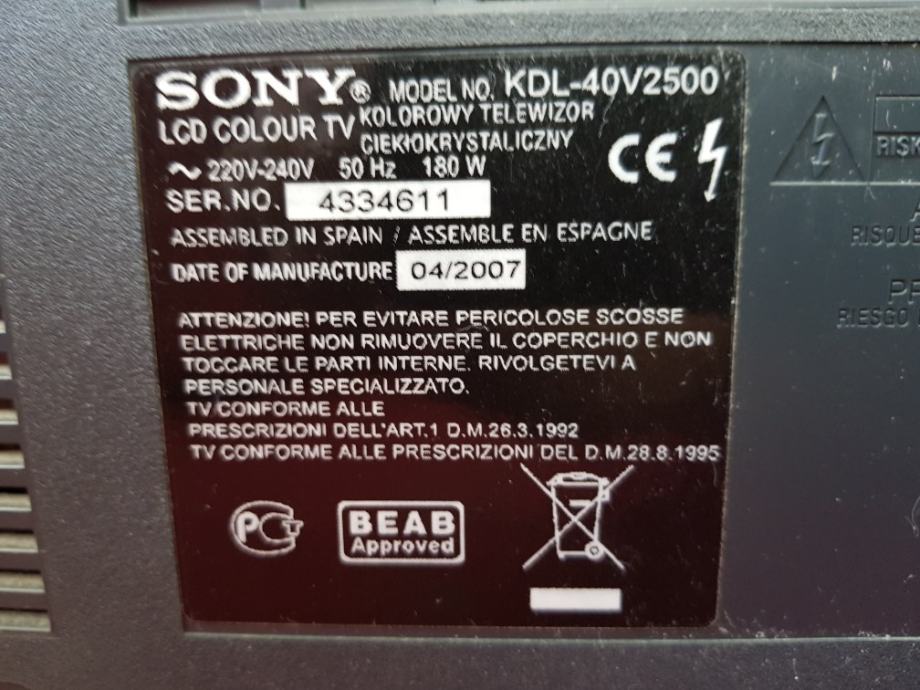 SONY® MODEL NO. KDL-40V2500
LCD COLOUR TV KOLOROWY TELEWIZOR
CIEKŁOKRYSTALICZNY
~ 220V-240V 50 Hz 180 W
CE
SER.NO. 4334611
ASSEMBLED IN SPAIN / ASSEMBLE EN ESPAGNE
DATE OF MANUFACTURE 04/2007
ATTENZIONE! PER EVITARE PERICOLOSE SCOSSE
ELETTRICHE NON RIMUOVERE IL COPERCHIO E NON
TOCCARE LE PARTI INTERNE. RIVOLGETEVI A
PERSONALE SPECIALIZZATO.
TV CONFORME ALLE
PRESCRIZIONI DELL'ART.1 D.M.26.3.1992
TV CONFORME ALLE PRESCRIZIONI DEL D.M.28.8.1995
BEAB
Approved
RISK
RIESGO